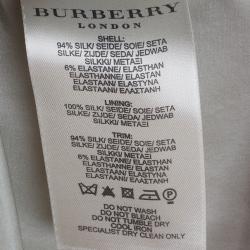 BURBERRY
LONDON
SHELL:
94% SILK/ SEIDE/ SOIE/ SETA
SILKE/ ZIJDE/ SEDA/ JEDWAB
SILKKI/ ΜΕΤΑΞΙ
6% ELASTANE/ ELASTHAN
ELASTHANNE/ ELASTAN
ELASTAAN/ ELASTYNA
ELASTAANI/ ΕΛΑΣΤΑΝΗ
LINING:
100% SILK/ SEIDE/ SOIE/ SETA
SILKE/ ZIJDE/ SEDA/ JEDWAB
SILKKI/ ΜΕΤΑΞΙ
TRIM:
94% SILK/ SEIDE/ SOIE/ SETA
SILKE/ ZIJDE/ SEDA/ JEDWAB
SILKKI/ ΜΕΤΑΞΙ
6% ELASTANE/ ELASTHAN
ELASTHANNE/ ELASTAN
ELASTAAN/ ELASTYNA
ELASTAANI/ ΕΛΑΣΤΑΝΗ
DO NOT WASH
DO NOT BLEACH
DO NOT TUMBLE DRY
COOL IRON
SPECIALIST DRY CLEAN ONLY